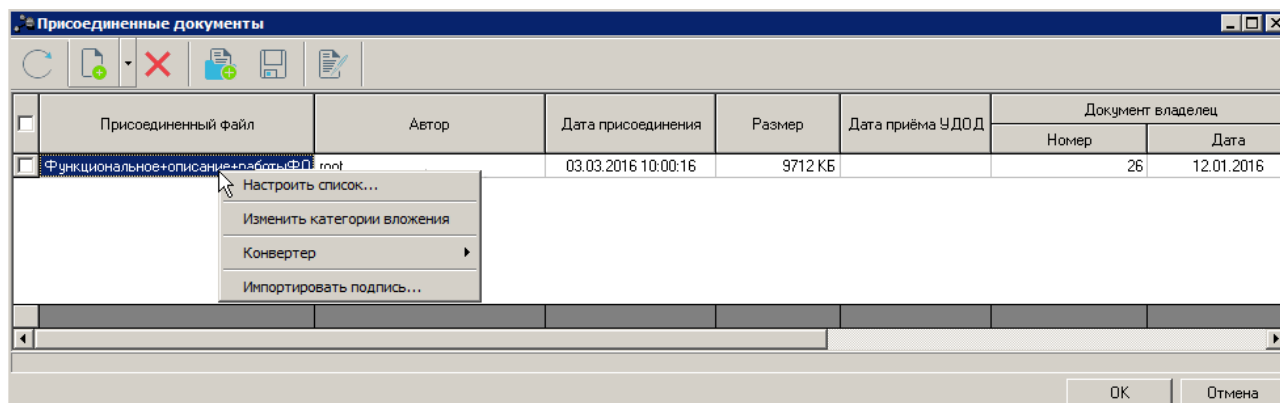 Присоединенные документы
Присоединенный файл Автор Дата присоединения Размер Дата приёма УДОД Документ владелец
Номер Дата
Функциональное+описание+работыФО root 03.03.2016 10:00:16 9712 КБ 26 12.01.2016
Настроить список...
Изменить категории вложения
Конвертер
Импортировать подпись...
OK Отмена